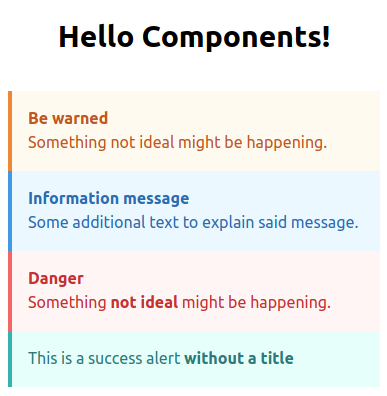 Hello Components!
Be warned
Something not ideal might be happening.
Information message
Some additional text to explain said message.
Danger
Something not ideal might be happening.
This is a success alert without a title